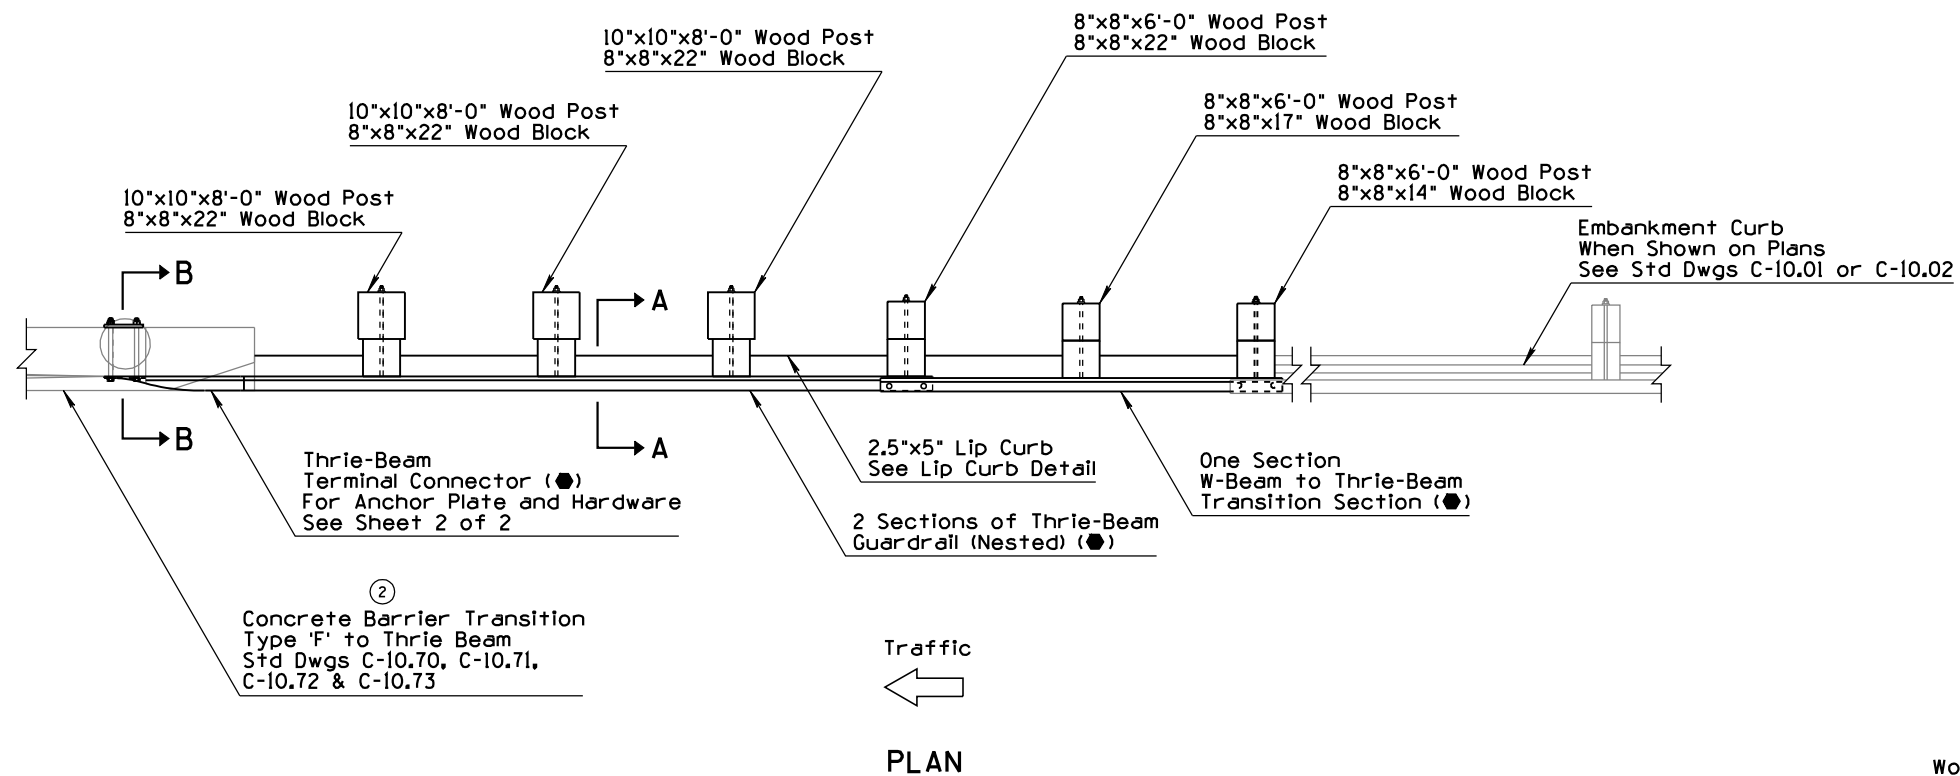 10"x10"x8'-0" Wood Post
8"x8"x22" Wood Block
10"x10"x8'-0" Wood Post
8"x8"x22" Wood Block
10"x10"x8'-0" Wood Post
8"x8"x22" Wood Block
8"x8"x6'-0" Wood Post
8"x8"x22" Wood Block
8"x8"x6'-0" Wood Post
8"x8"x17" Wood Block
8"x8"x6'-0" Wood Post
8"x8"x14" Wood Block
Embankment Curb
When Shown on Plans
See Std Dwgs C-10.01 or C-10.02
B
A
B
A
Thrie-Beam
Terminal Connector (⬣)
For Anchor Plate and Hardware
See Sheet 2 of 2
2.5"x5" Lip Curb
See Lip Curb Detail
2 Sections of Thrie-Beam
Guardrail (Nested) (⬣)
One Section
W-Beam to Thrie-Beam
Transition Section (⬣)
2
Concrete Barrier Transition
Type 'F' to Thrie Beam
Std Dwgs C-10.70, C-10.71,
C-10.72 & C-10.73
Traffic
PLAN